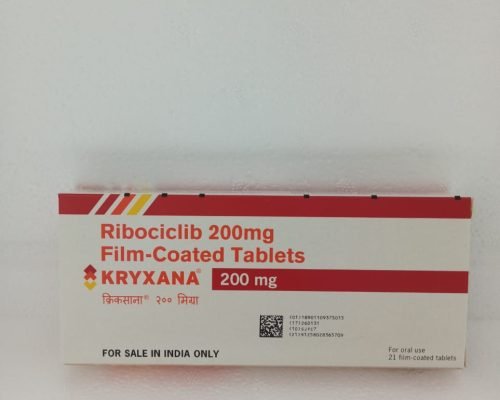 Ribociclib 200mg
Film-Coated Tablets
KRYXANA® 200 mg
क्रिकसाना® २०० मिग्रा
FOR SALE IN INDIA ONLY
For oral use
21 film-coated tablets